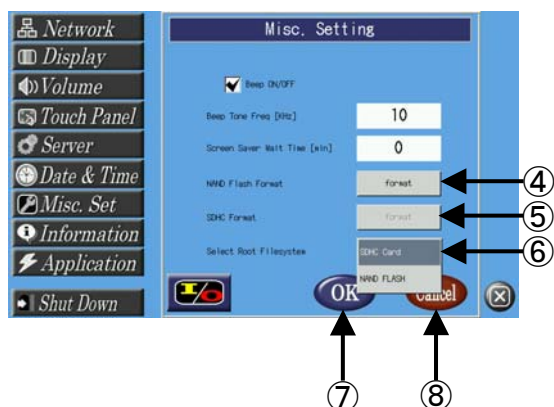 Network
Display
Volume
Touch Panel
Server
Date & Time
Misc. Set
Information
Application
Shut Down
Misc. Setting
Beep ON/OFF
Beep Tone Freq [KHz] 10
Screen Saver Wait Time [min] 0
NAND Flash Format format ④
SDHC Format format ⑤
Select Root Filesystem SDHC Card ⑥
NAND FLASH
I/O OK Cancel
⑦ ⑧